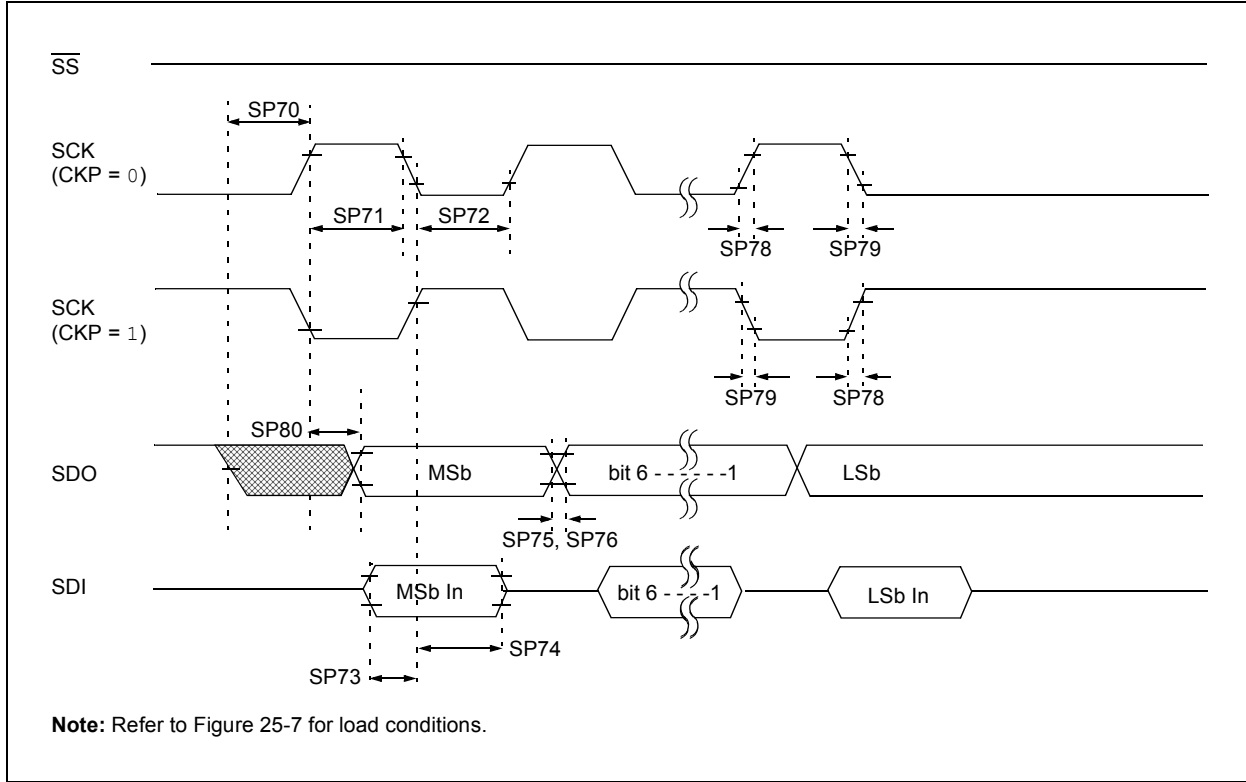 SS
SP70
SCK
(CKP = 0)
SP71
SP72
SP78
SP79
SCK
(CKP = 1)
SP79
SP78
SP80
SDO
MSb
bit 6 - - - - - -1
LSb
SP75, SP76
SDI
MSb In
bit 6 - - - -1
LSb In
SP74
SP73
Note: Refer to Figure 25-7 for load conditions.